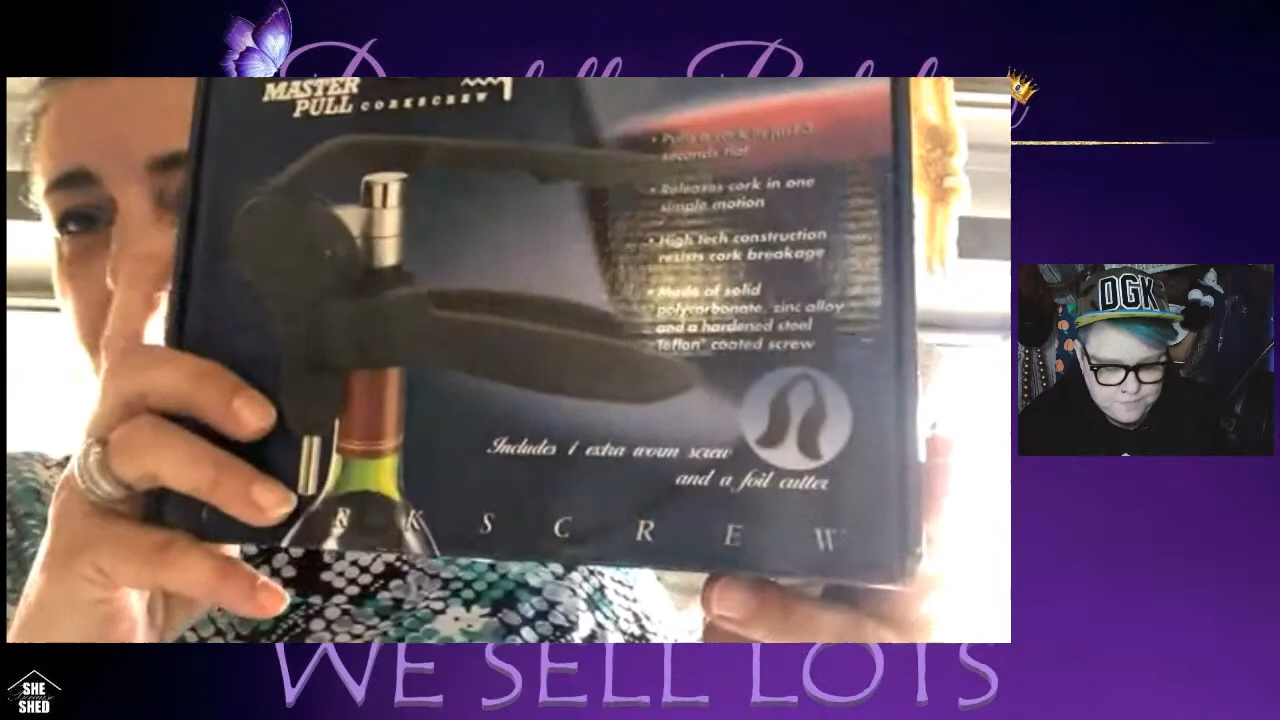 MASTER
PULL CORKSCREW
• Pulls a cork in just 3
seconds flat
• Releases cork in one
simple motion
• High tech construction
resists cork breakage
• Made of solid
polycarbonate, zinc alloy
and a hardened steel
Teflon® coated screw
Includes 1 extra worm screw
and a foil cutter
R K S C R E W
DGK
WE SELL LOTS
SHE
Because
SHED